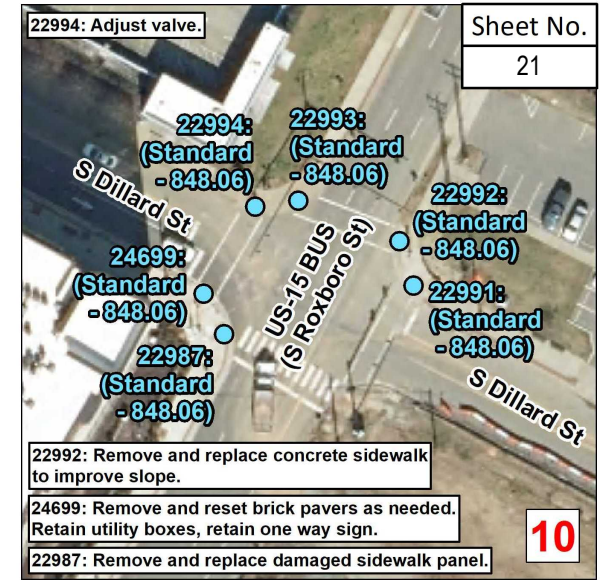 22994: Adjust valve.
Sheet No.
21
22994:
(Standard
- 848.06)
22993:
(Standard
- 848.06)
S Dillard St
22992:
(Standard
- 848.06)
24699:
(Standard
- 848.06)
US-15 BUS
(S Roxboro St)
22991:
(Standard
- 848.06)
22987:
(Standard
- 848.06)
S Dillard St
22992: Remove and replace concrete sidewalk
to improve slope.
24699: Remove and reset brick pavers as needed.
Retain utility boxes, retain one way sign.
22987: Remove and replace damaged sidewalk panel.
10